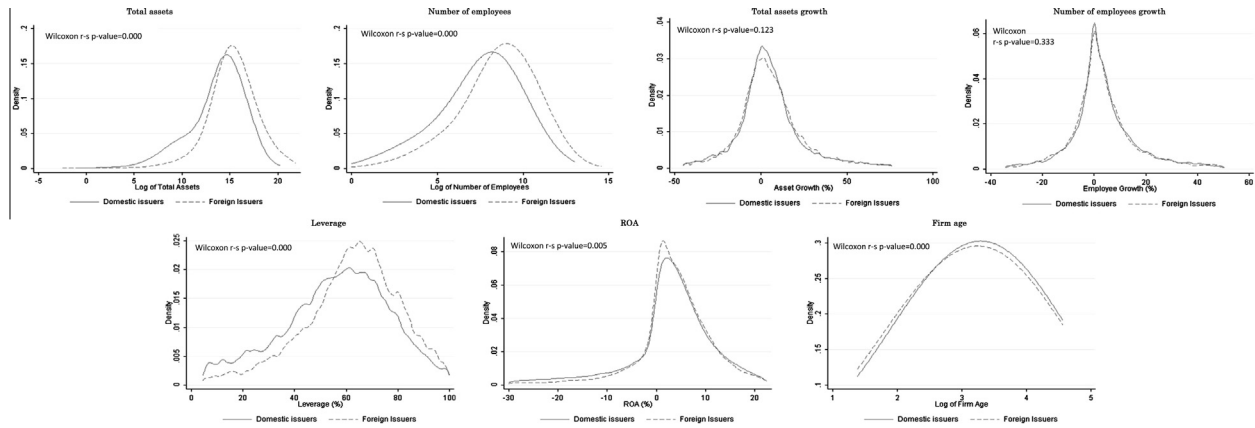 Total assets
Wilcoxon r-s p-value=0.000
Density
0 .05 .1 .15 .2
-5 0 5 10 15 20
Log of Total Assets
Domestic issuers Foreign Issuers
Number of employees
Wilcoxon r-s p-value=0.000
Density
0 .05 .1 .15 .2
0 5 10 15
Log of Number of Employees
Domestic issuers Foreign Issuers
Total assets growth
Wilcoxon r-s p-value=0.123
Density
0 .01 .02 .03 .04
-50 0 50 100
Asset Growth (%)
Domestic issuers Foreign Issuers
Number of employees growth
Wilcoxon
r-s p-value=0.333
Density
0 .02 .04 .06
-40 -20 0 20 40 60
Employee Growth (%)
Domestic issuers Foreign Issuers
Leverage
Wilcoxon r-s p-value=0.000
Density
0 .005 .01 .015 .02 .025
0 20 40 60 80 100
Leverage (%)
Domestic issuers Foreign Issuers
ROA
Wilcoxon r-s p-value=0.005
Density
0 .02 .04 .06 .08
-30 -20 -10 0 10 20
ROA (%)
Domestic issuers Foreign Issuers
Firm age
Wilcoxon r-s p-value=0.000
Density
.1 .15 .2 .25 .3
1 2 3 4 5
Log of Firm Age
Domestic issuers Foreign Issuers